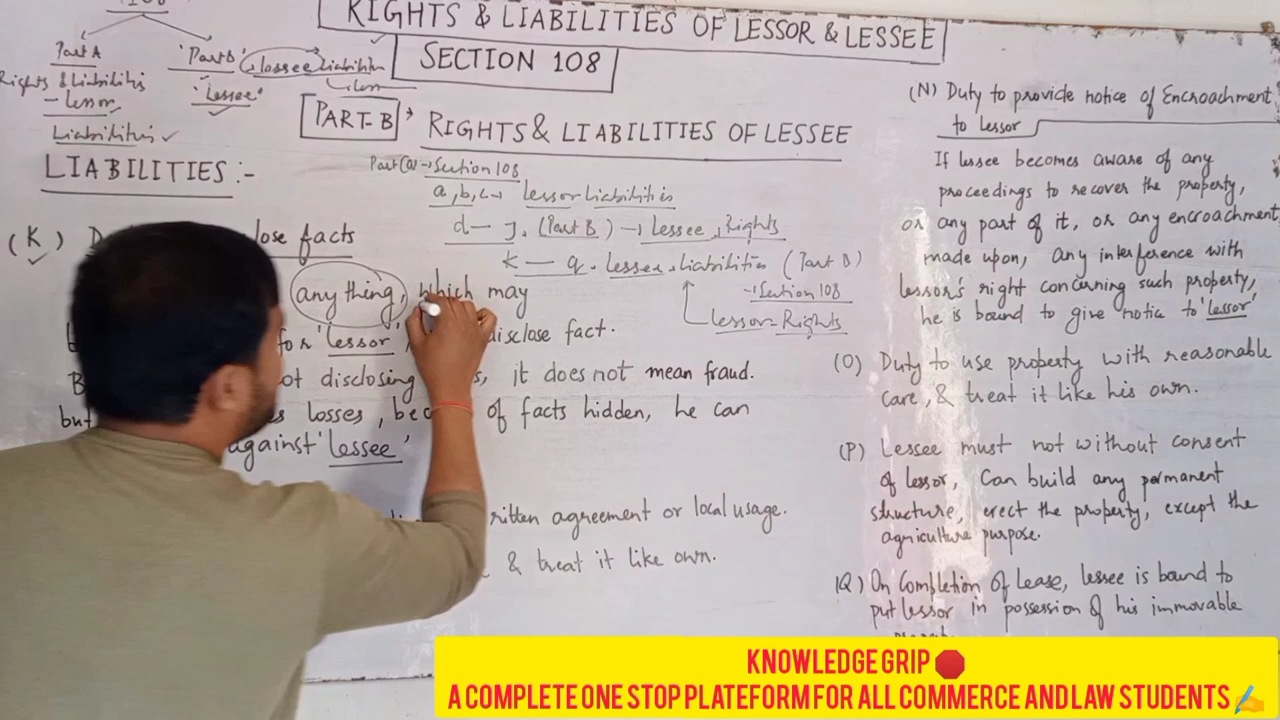 RIGHTS & LIABILITIES OF LESSOR & LESSEE
SECTION 108
Part A
Rights & Liabilities
- Lessor
Liabilities
'Part B'
'Lessee'
PART-B
RIGHTS & LIABILITIES OF LESSEE
LIABILITIES :-
Section 108
a, b, c → Lessor Liabilities
d - j. (Part B) → Lessee, Rights
k - q. Lessee, Liabilities (Part B)
- Section 108
Lessor - Rights
(K)
facts
anything, which may
for 'lessor', disclose fact.
not disclosing it does not mean fraud.
but losses, of facts hidden, he can
against 'lessee'
agreement or local usage.
& treat it like own.
(N) Duty to provide notice of Encroachment
to lessor
If lessee becomes aware of any
proceedings to recover the property,
or any part of it, or any encroachment
made upon, any interference with
lessor's right concerning such property,
he is bound to give notice to 'lessor'
(O) Duty to use property with reasonable
care, & treat it like his own.
(P) Lessee must not without consent
of lessor, can build any permanent
structure, erect the property, except the
agriculture purpose.
(Q) On Completion of Lease, lessee is bound to
put lessor in possession of his immovable
KNOWLEDGE GRIP 🛑
A COMPLETE ONE STOP PLATEFORM FOR ALL COMMERCE AND LAW STUDENTS ✍️